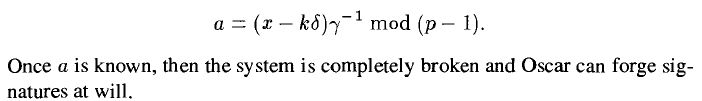 a = (x − kδ)γ⁻¹ mod (p − 1).
Once a is known, then the system is completely broken and Oscar can forge sig-
natures at will.